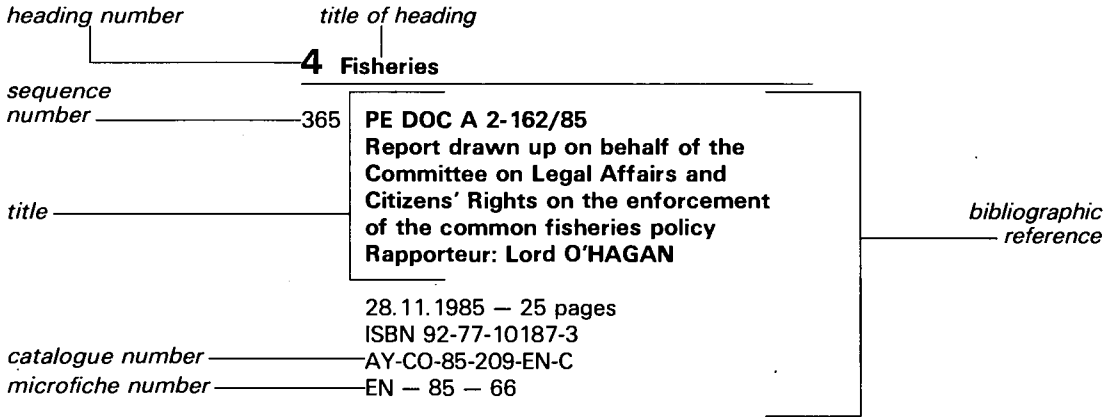 heading number title of heading
4 Fisheries
sequence
number 365 PE DOC A 2-162/85
Report drawn up on behalf of the
Committee on Legal Affairs and
Citizens' Rights on the enforcement
title of the common fisheries policy bibliographic
Rapporteur: Lord O'HAGAN reference
28.11.1985 — 25 pages
ISBN 92-77-10187-3
catalogue number AY-CO-85-209-EN-C
microfiche number EN — 85 — 66